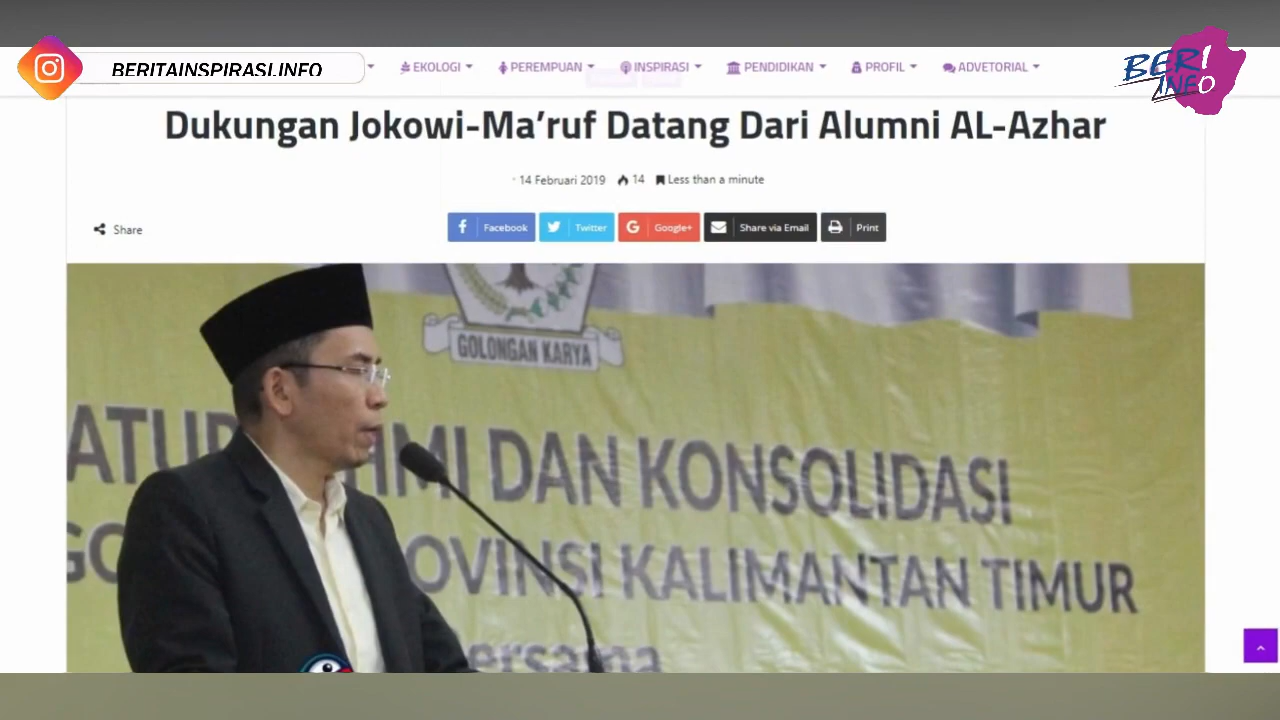 BERITAINSPIRASI.INFO
EKOLOGI
PEREMPUAN
INSPIRASI
PENDIDIKAN
PROFIL
ADVETORIAL
BER!
INFO
Dukungan Jokowi-Ma'ruf Datang Dari Alumni AL-Azhar
14 Februari 2019
14
Less than a minute
Share
Facebook
Twitter
Google+
Share via Email
Print
GOLONGAN KARYA
DAN KONSOLIDASI
KALIMANTAN TIMUR